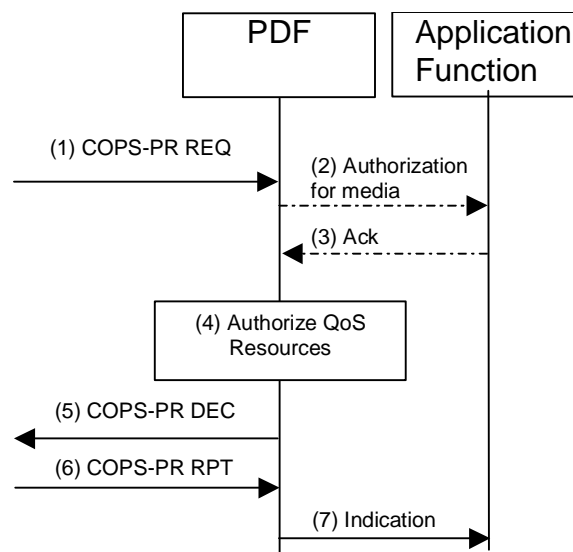 PDF
Application
Function
(1) COPS-PR REQ
(2) Authorization
for media
(3) Ack
(4) Authorize QoS
Resources
(5) COPS-PR DEC
(6) COPS-PR RPT
(7) Indication